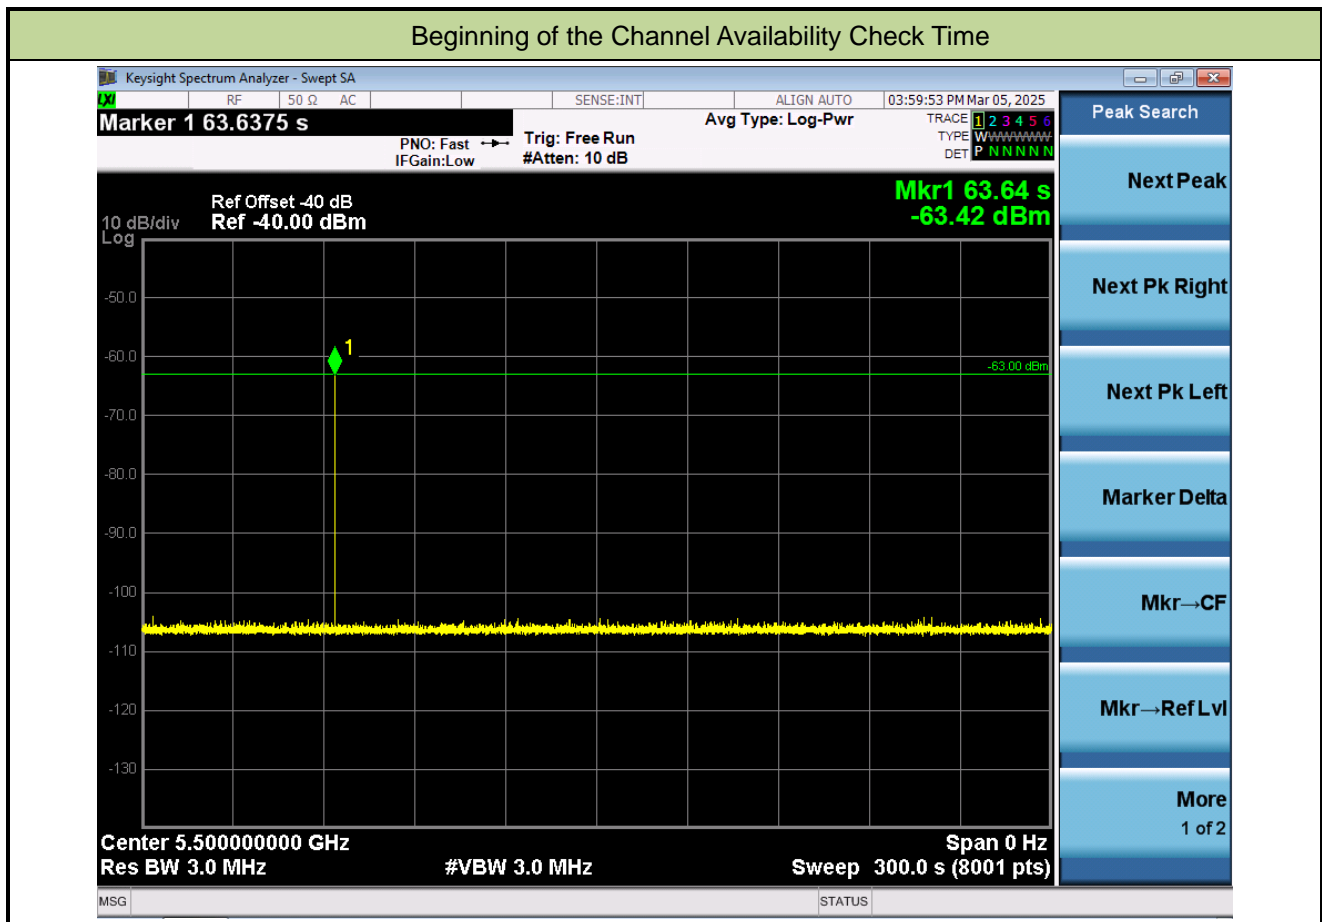 Beginning of the Channel Availability Check Time
Keysight Spectrum Analyzer - Swept SA
LXI RF 50 Ω AC SENSE:INT ALIGN AUTO 03:59:53 PM Mar 05, 2025
Marker 1 63.6375 s
PNO: Fast
IFGain:Low
Trig: Free Run
#Atten: 10 dB
Avg Type: Log-Pwr
TRACE 1 2 3 4 5 6
TYPE W W W W W W
DET P N N N N N
Peak Search
Next Peak
Next Pk Right
Next Pk Left
Marker Delta
Mkr→CF
Mkr→Ref Lvl
More
1 of 2
Mkr1 63.64 s
-63.42 dBm
Ref Offset -40 dB
10 dB/div Ref -40.00 dBm
Log
-50.0
1
-60.0
-63.00 dBm
-70.0
-80.0
-90.0
-100
-110
-120
-130
Center 5.500000000 GHz Span 0 Hz
Res BW 3.0 MHz #VBW 3.0 MHz Sweep 300.0 s (8001 pts)
MSG STATUS